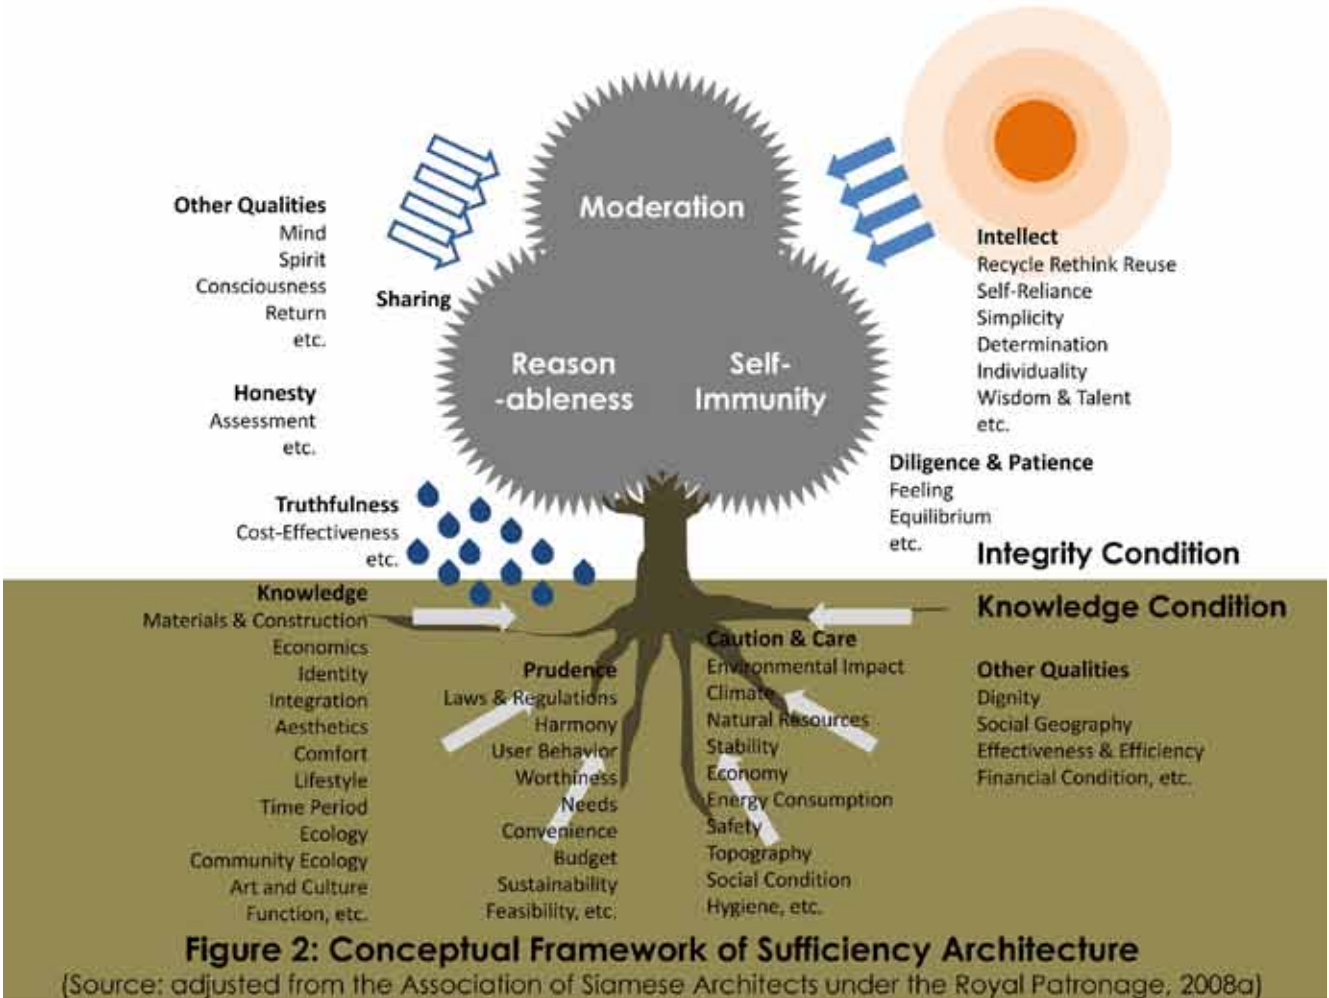 Moderation
Reason
-ableness
Self-
Immunity
Other Qualities
Mind
Spirit
Consciousness
Return
etc.
Sharing
Honesty
Assessment
etc.
Truthfulness
Cost-Effectiveness
etc.
Intellect
Recycle Rethink Reuse
Self-Reliance
Simplicity
Determination
Individuality
Wisdom & Talent
etc.
Diligence & Patience
Feeling
Equilibrium
etc.
Integrity Condition
Knowledge Condition
Knowledge
Materials & Construction
Economics
Identity
Integration
Aesthetics
Comfort
Lifestyle
Time Period
Ecology
Community Ecology
Art and Culture
Function, etc.
Prudence
Laws & Regulations
Harmony
User Behavior
Worthiness
Needs
Convenience
Budget
Sustainability
Feasibility, etc.
Caution & Care
Environmental Impact
Climate
Natural Resources
Stability
Economy
Energy Consumption
Safety
Topography
Social Condition
Hygiene, etc.
Other Qualities
Dignity
Social Geography
Effectiveness & Efficiency
Financial Condition, etc.
Figure 2: Conceptual Framework of Sufficiency Architecture
(Source: adjusted from the Association of Siamese Architects under the Royal Patronage, 2008a)